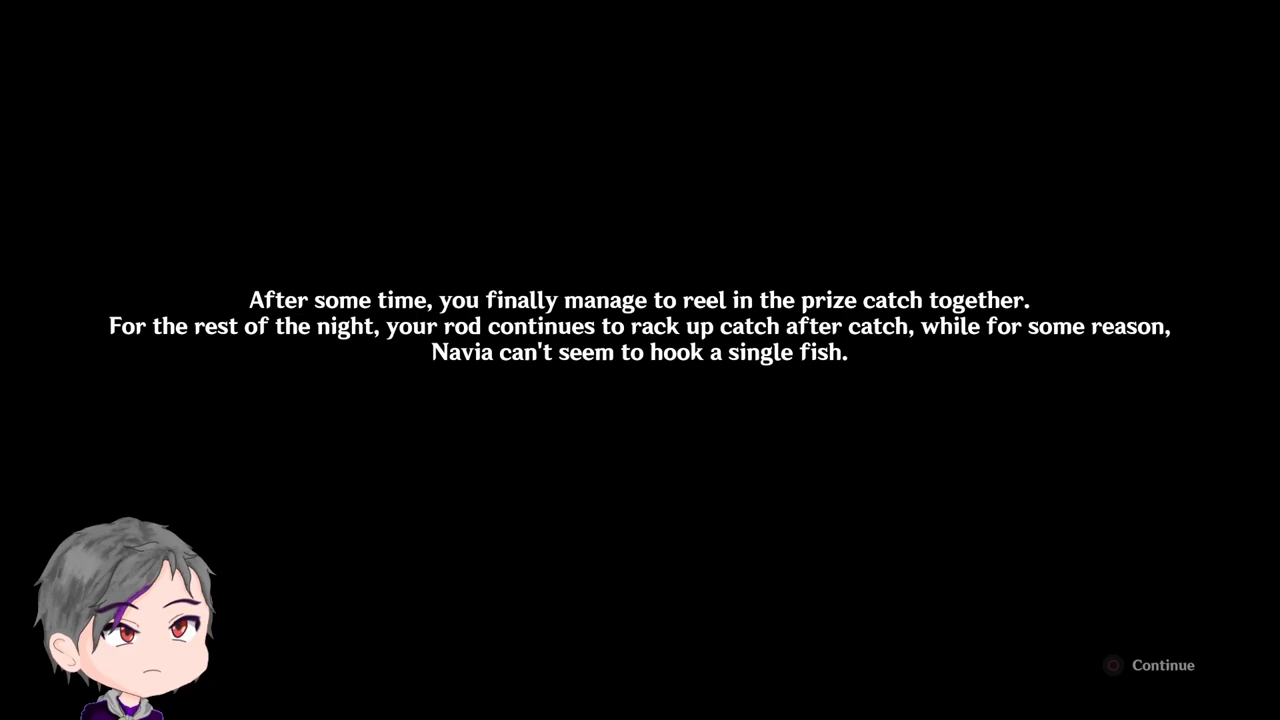 After some time, you finally manage to reel in the prize catch together.
For the rest of the night, your rod continues to rack up catch after catch, while for some reason,
Navia can't seem to hook a single fish.
Continue